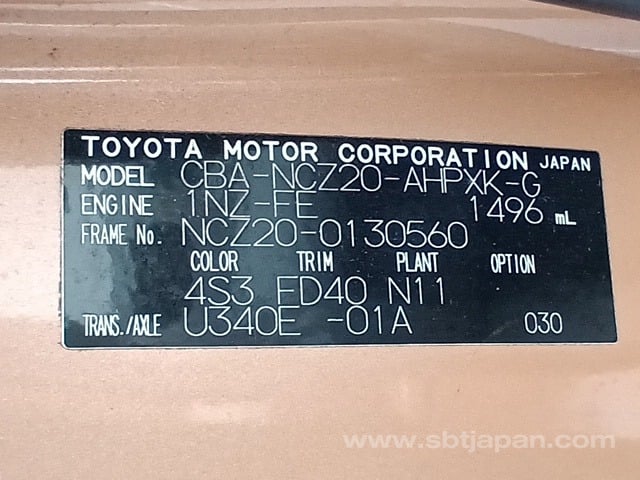 TOYOTA MOTOR CORPORATION JAPAN
MODEL CBA-NCZ20-AHPXK-G
ENGINE 1NZ-FE 1496 mL
FRAME No. NCZ20-0130560
COLOR TRIM PLANT OPTION
4S3 FD40 N11
TRANS./AXLE U340E -01A 030
www.sbtjapan.com